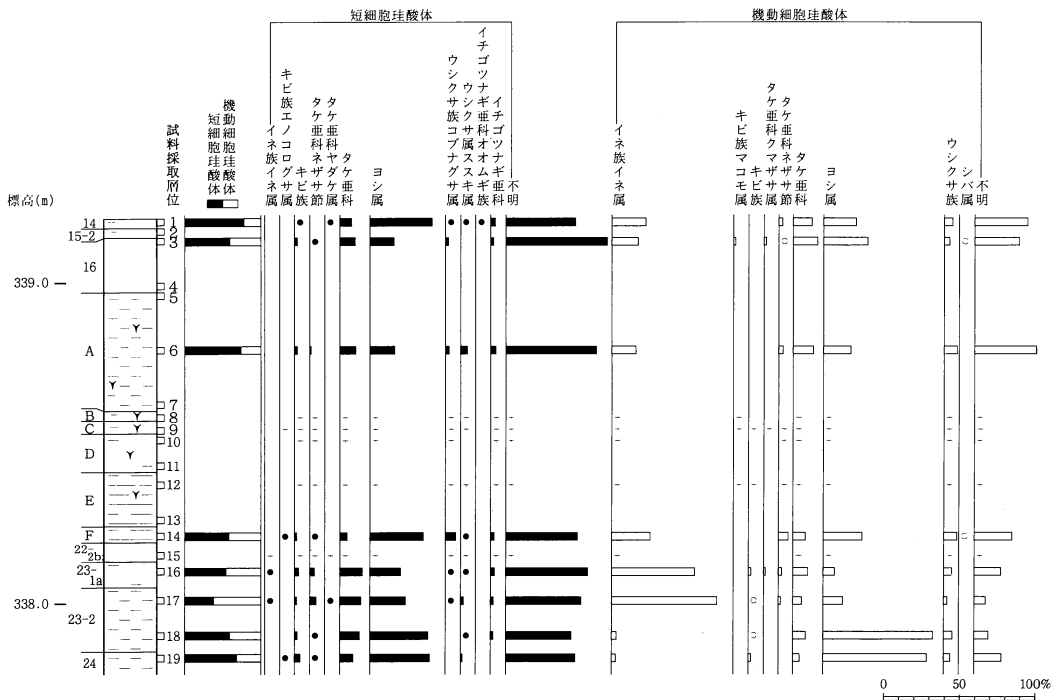 短細胞珪酸体
機動細胞珪酸体
標高(m)
機動細胞珪酸体
短細胞珪酸体
試料採取層位
イネ族イネ属
キビ族エノコログサ属
キビ族
タケ亜科ネザサ節
タケ亜科ヤダケ属
タケ亜科
ヨシ属
ウシクサ族コブナグサ属
ウシクサ族ススキ属
イチゴツナギ亜科オオムギ族
イチゴツナギ亜科
不明
イネ族イネ属
キビ族マコモ属
キビ族
タケ亜科クマザサ属
タケ亜科ネザサ節
タケ亜科
ヨシ属
ウシクサ族
シバ属
不明
14
15-2
16
339.0
A
B
C
D
E
F
22-2b
23-1a
338.0
23-2
24
1
2
3
4
5
6
7
8
9
10
11
12
13
14
15
16
17
18
19
0 50 100%